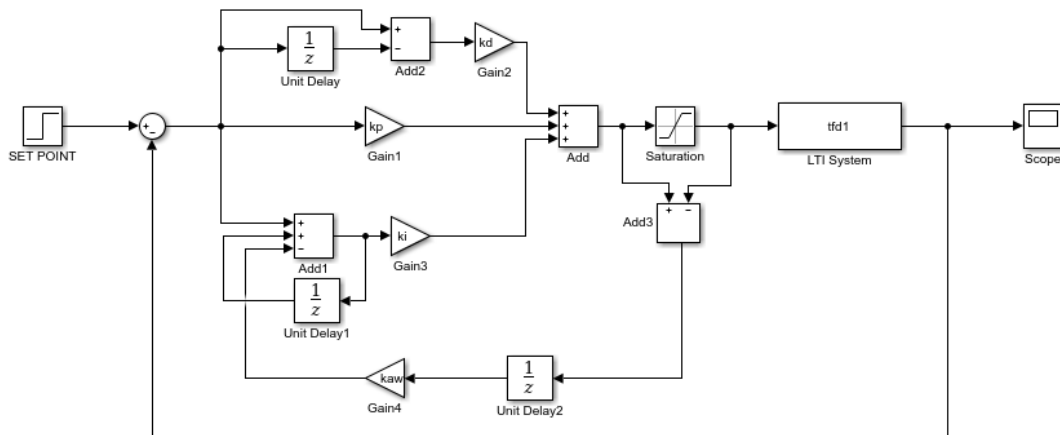 1
z
Unit Delay
+
−
Add2
kd
Gain2
SET POINT
+
−
kp
Gain1
+
+
+
Add
Saturation
tfd1
LTI System
Scope
+
+
−
Add1
ki
Gain3
+ −
Add3
1
z
Unit Delay1
kaw
Gain4
1
z
Unit Delay2